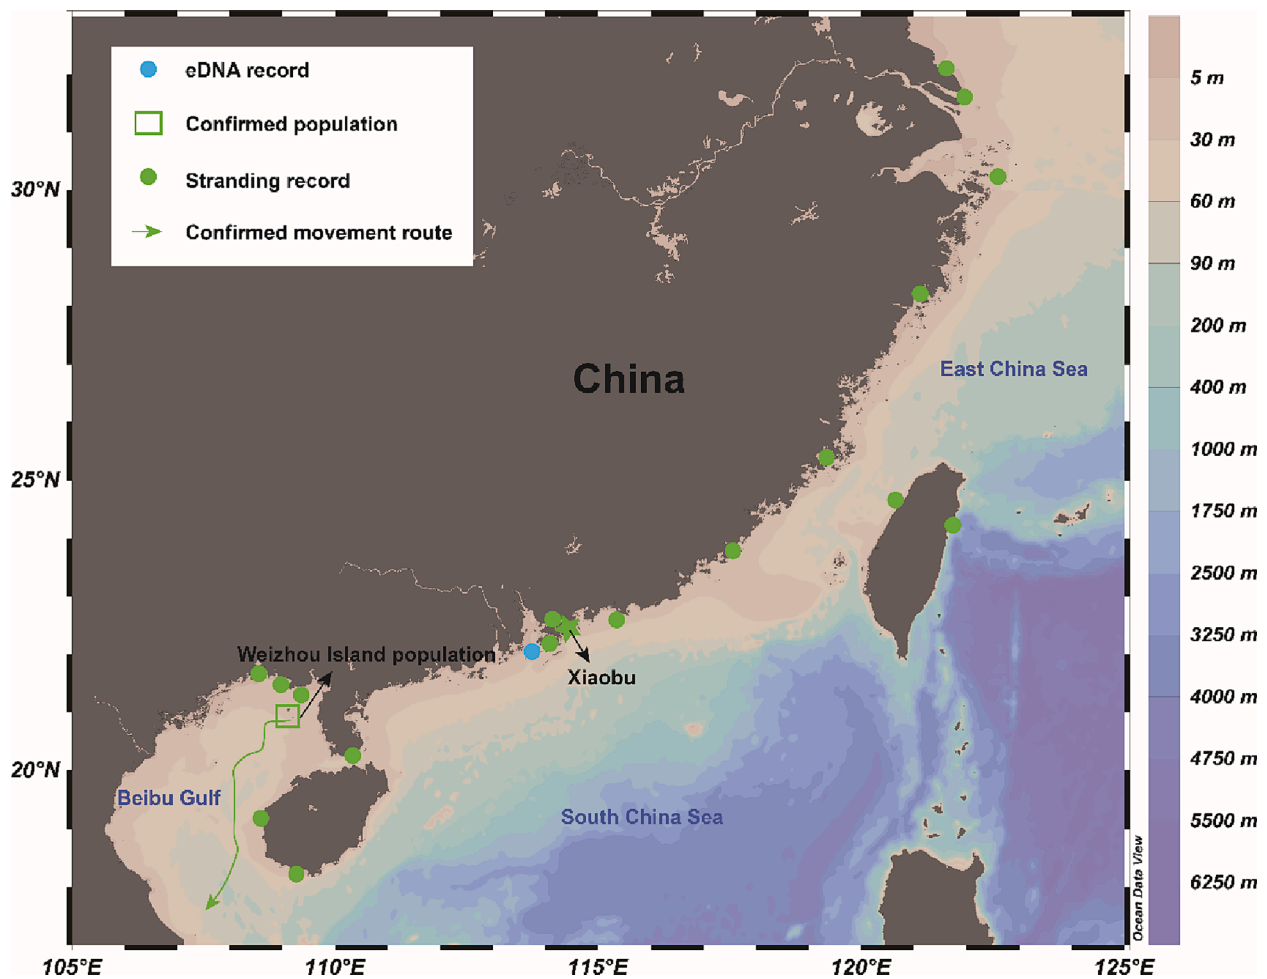 eDNA record
Confirmed population
Stranding record
Confirmed movement route
30°N
25°N
20°N
China
East China Sea
Weizhou Island population
Xiaobu
Beibu Gulf
South China Sea
105°E
110°E
115°E
120°E
125°E
Ocean Data View
5 m
30 m
60 m
90 m
200 m
400 m
1000 m
1750 m
2500 m
3250 m
4000 m
4750 m
5500 m
6250 m